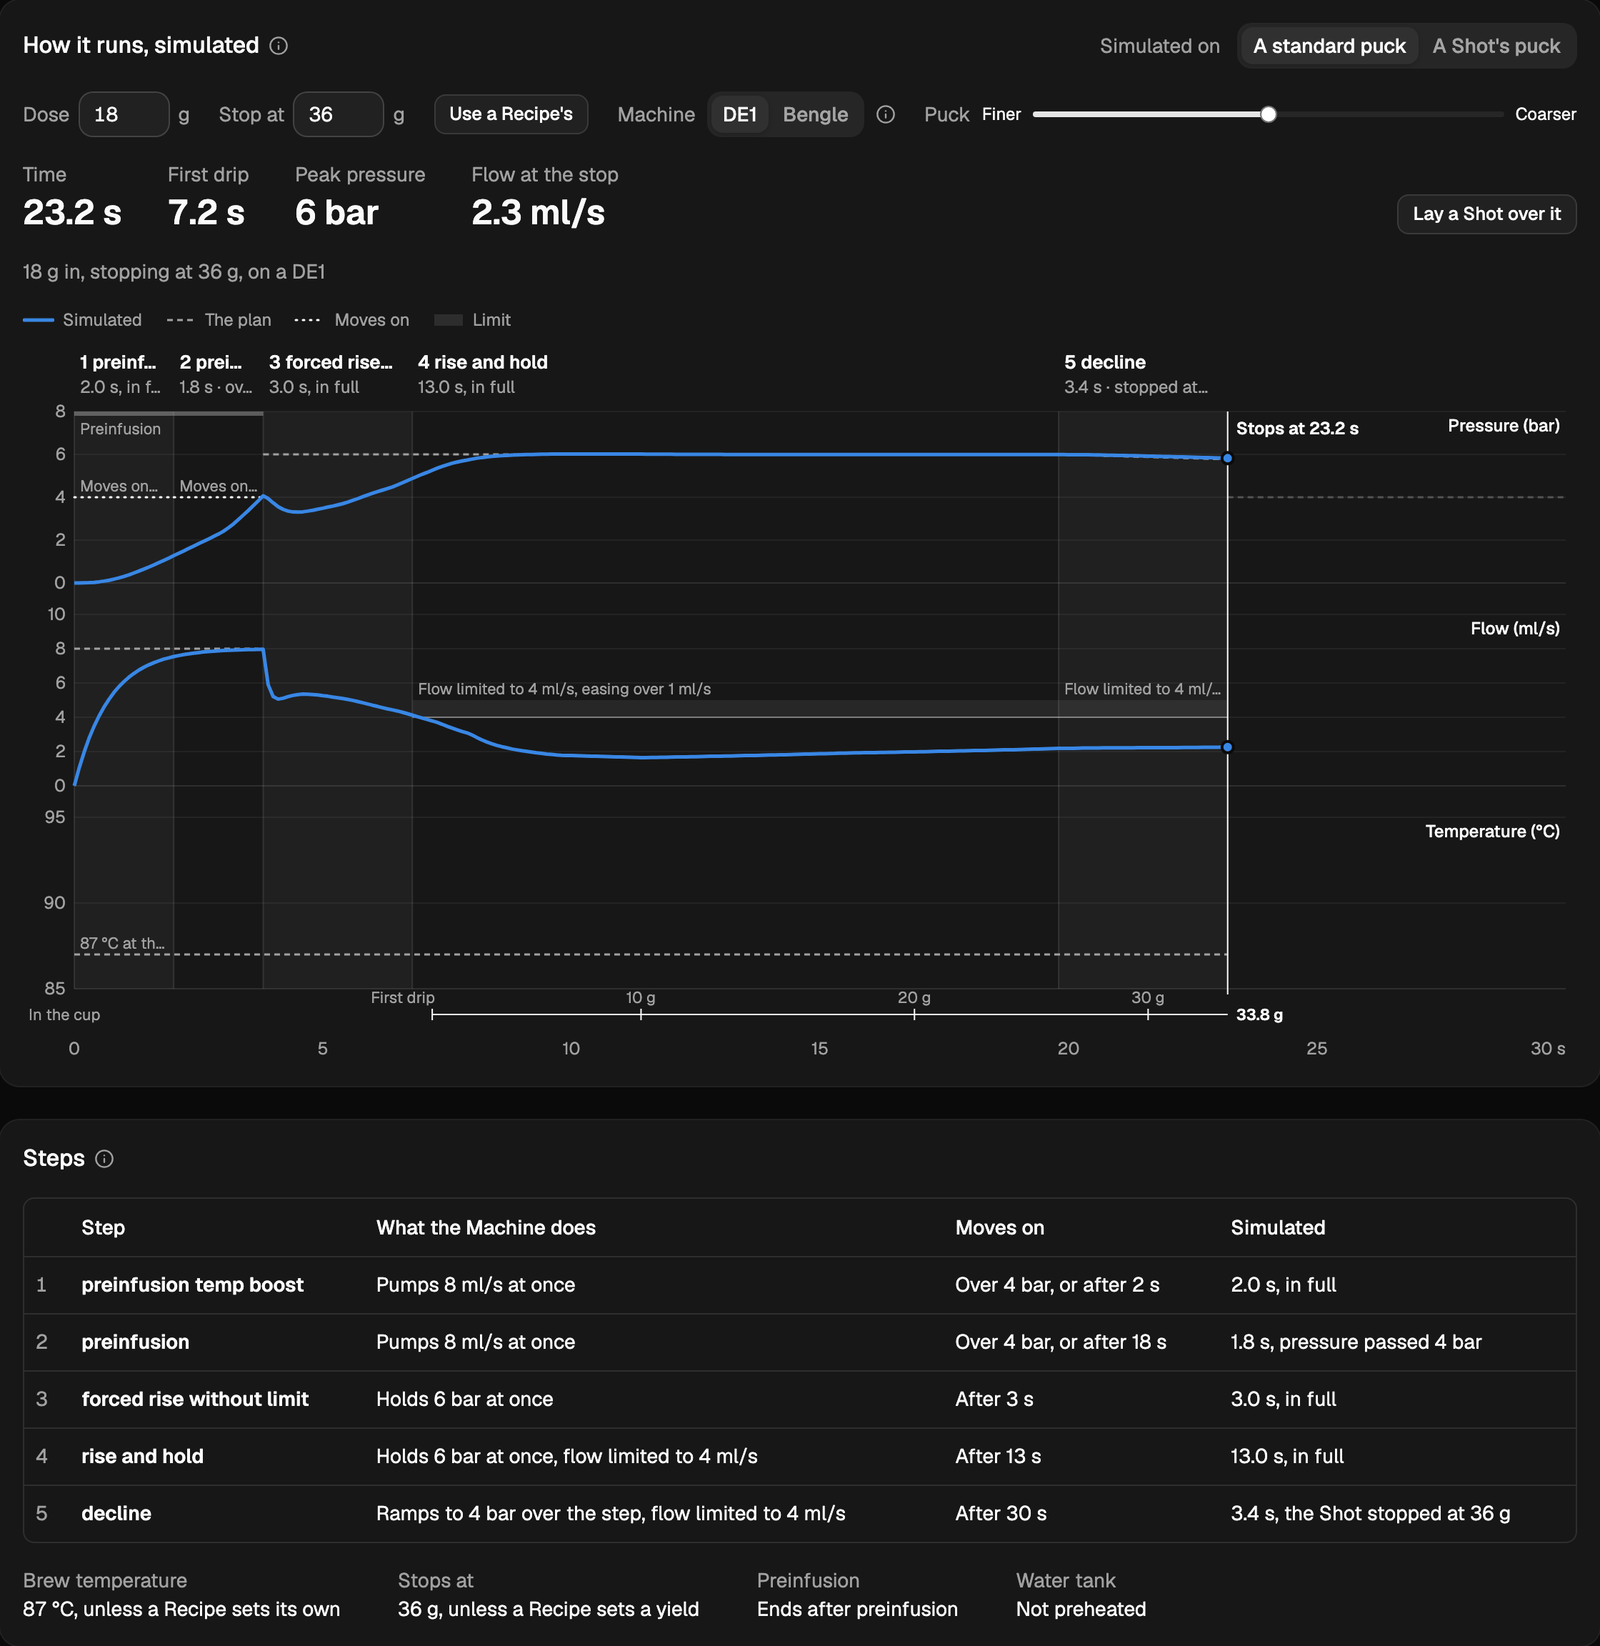 How it runs, simulated
Simulated on A standard puck A Shot's puck
Dose 18 g Stop at 36 g Use a Recipe's Machine DE1 Bengle Puck Finer Coarser
Time First drip Peak pressure Flow at the stop
23.2 s 7.2 s 6 bar 2.3 ml/s
Lay a Shot over it
18 g in, stopping at 36 g, on a DE1
Simulated The plan Moves on Limit
1 preinf... 2 prei... 3 forced rise... 4 rise and hold 5 decline
2.0 s, in f... 1.8 s · ov... 3.0 s, in full 13.0 s, in full 3.4 s · stopped at...
8
Preinfusion Stops at 23.2 s Pressure (bar)
6
Moves on... Moves on...
4
2
0
10
Flow (ml/s)
8
6 Flow limited to 4 ml/s, easing over 1 ml/s Flow limited to 4 ml/...
4
2
0
95
Temperature (°C)
90
87 °C at th...
85
First drip 10 g 20 g 30 g
In the cup 33.8 g
0 5 10 15 20 25 30 s
Steps
Step What the Machine does Moves on Simulated
1 preinfusion temp boost Pumps 8 ml/s at once Over 4 bar, or after 2 s 2.0 s, in full
2 preinfusion Pumps 8 ml/s at once Over 4 bar, or after 18 s 1.8 s, pressure passed 4 bar
3 forced rise without limit Holds 6 bar at once After 3 s 3.0 s, in full
4 rise and hold Holds 6 bar at once, flow limited to 4 ml/s After 13 s 13.0 s, in full
5 decline Ramps to 4 bar over the step, flow limited to 4 ml/s After 30 s 3.4 s, the Shot stopped at 36 g
Brew temperature Stops at Preinfusion Water tank
87 °C, unless a Recipe sets its own 36 g, unless a Recipe sets a yield Ends after preinfusion Not preheated